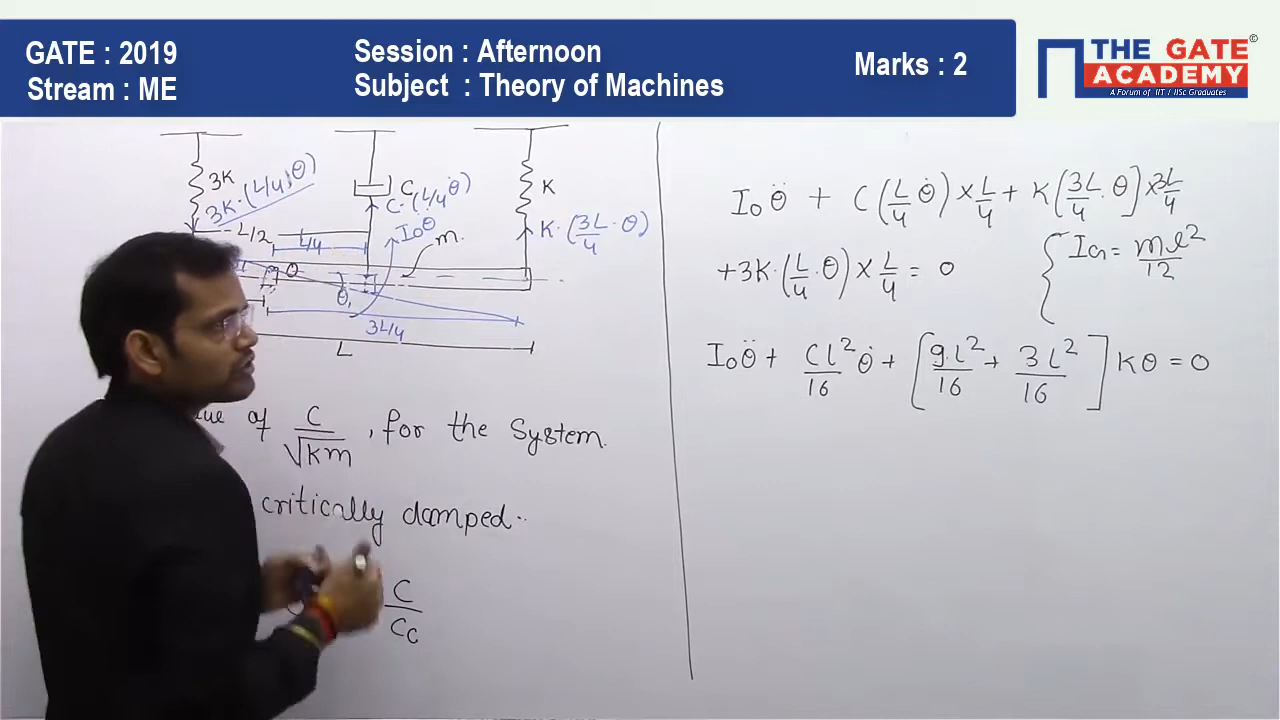 GATE : 2019
Stream : ME
Session : Afternoon
Subject : Theory of Machines
Marks : 2
THE GATE ACADEMY ©
A Forum of IIT / IISc Graduates
3K
3K·(L/4 θ)
C
C·(L/4 θ̇)
K
K·(3L/4 · θ)
L/2
L/4
I₀θ̈
m
θ
θ
3L/4
L
of C/√Km , for the System
critically damped.
C/Cc
I₀θ̈ + C(L/4 θ̇)×L/4 + K[3L/4 · θ]×3L/4
+3K·(L/4 · θ)×L/4 = 0
{ IG = ml²/12
I₀θ̈ + Cl²/16 θ̇ + [9l²/16 + 3l²/16] Kθ = 0